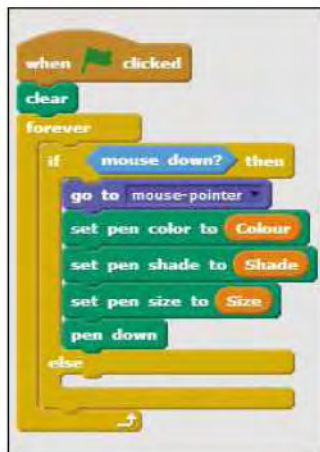 when clicked
clear
forever
if mouse down? then
go to mouse-pointer
set pen color to Colour
set pen shade to Shade
set pen size to Size
pen down
else